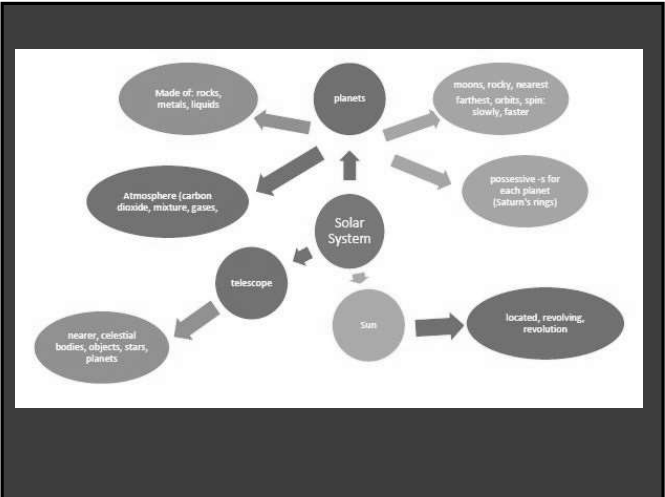 Made of: rocks,
metals, liquids
planets
moons, rocky, nearest
farthest, orbits, spin:
slowly, faster
Atmosphere (carbon
dioxide, mixture, gases,
possessive -s for
each planet
(Saturn's rings)
Solar
System
telescope
Sun
located, revolving,
revolution
nearer, celestial
bodies, objects, stars,
planets